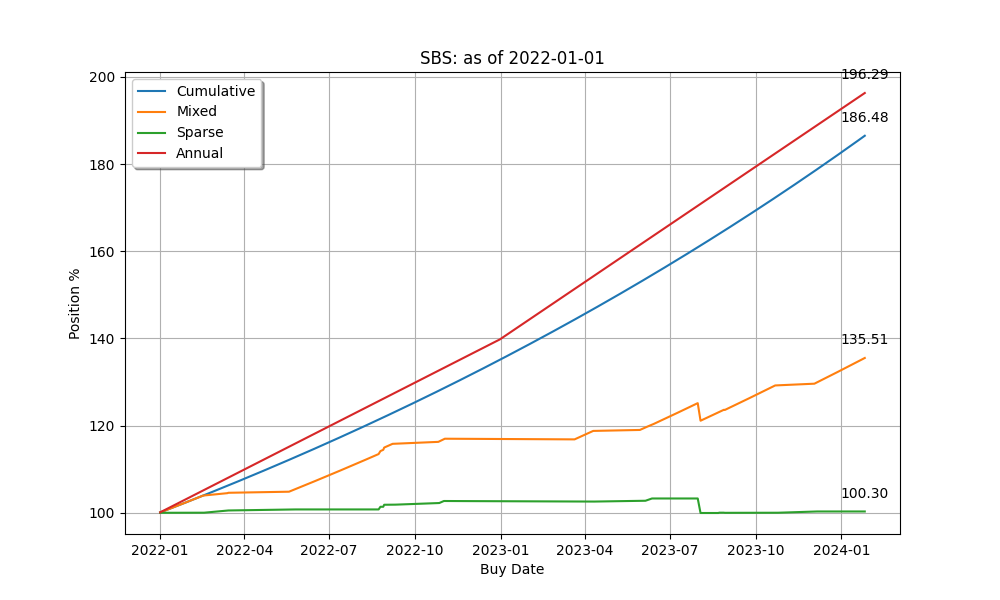 SBS: as of 2022-01-01
200
180
160
140
120
100
Position %
Cumulative
Mixed
Sparse
Annual
196.29
186.48
135.51
100.30
2022-01 2022-04 2022-07 2022-10 2023-01 2023-04 2023-07 2023-10 2024-01
Buy Date